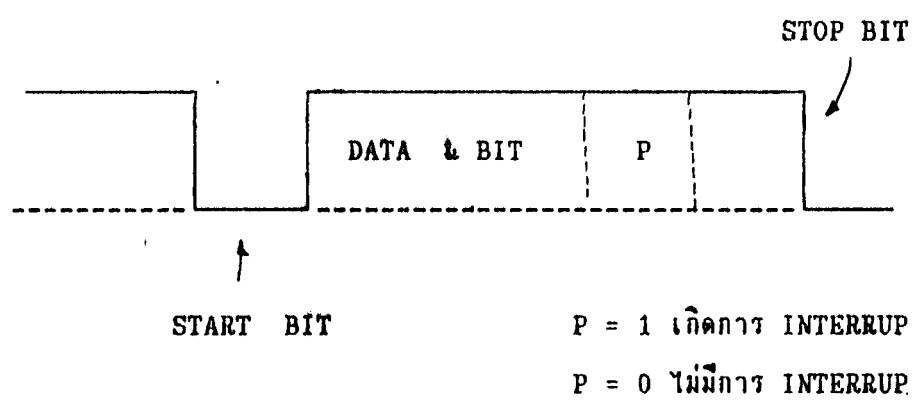 STOP BIT
DATA BIT
P
START BIT
P = 1 เกิดการ INTERRUP
P = 0 ไม่มีการ INTERRUP